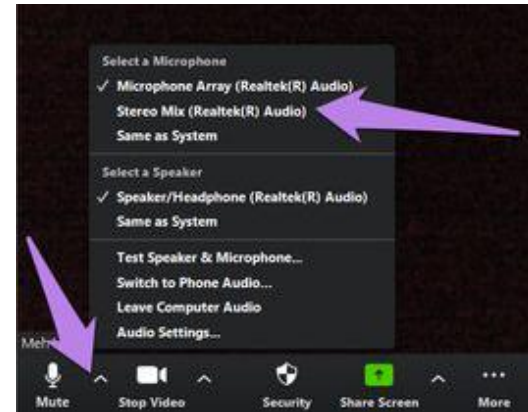 Select a Microphone
✓ Microphone Array (Realtek(R) Audio)
Stereo Mix (Realtek(R) Audio)
Same as System
Select a Speaker
✓ Speaker/Headphone (Realtek(R) Audio)
Same as System
Test Speaker & Microphone...
Switch to Phone Audio...
Leave Computer Audio
Audio Settings...
Mute
Stop Video
Security
Share Screen
More